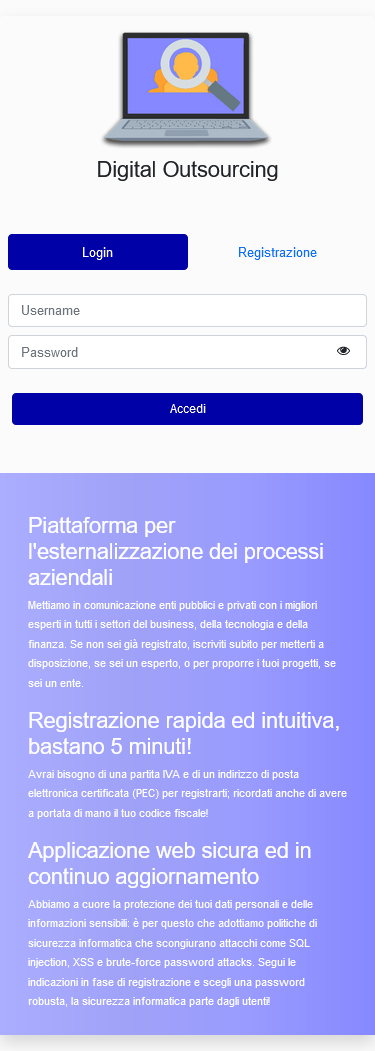 Digital Outsourcing
Login
Registrazione
Username
Password
Accedi
Piattaforma per
l'esternalizzazione dei processi
aziendali
Mettiamo in comunicazione enti pubblici e privati con i migliori
esperti in tutti i settori del business, della tecnologia e della
finanza. Se non sei già registrato, iscriviti subito per metterti a
disposizione, se sei un esperto, o per proporre i tuoi progetti, se
sei un ente.
Registrazione rapida ed intuitiva,
bastano 5 minuti!
Avrai bisogno di una partita IVA e di un indirizzo di posta
elettronica certificata (PEC) per registrarti; ricordati anche di avere
a portata di mano il tuo codice fiscale!
Applicazione web sicura ed in
continuo aggiornamento
Abbiamo a cuore la protezione dei tuoi dati personali e delle
informazioni sensibili: è per questo che adottiamo politiche di
sicurezza informatica che scongiurano attacchi come SQL
injection, XSS e brute-force password attacks. Segui le
indicazioni in fase di registrazione e scegli una password
robusta, la sicurezza informatica parte dagli utenti!